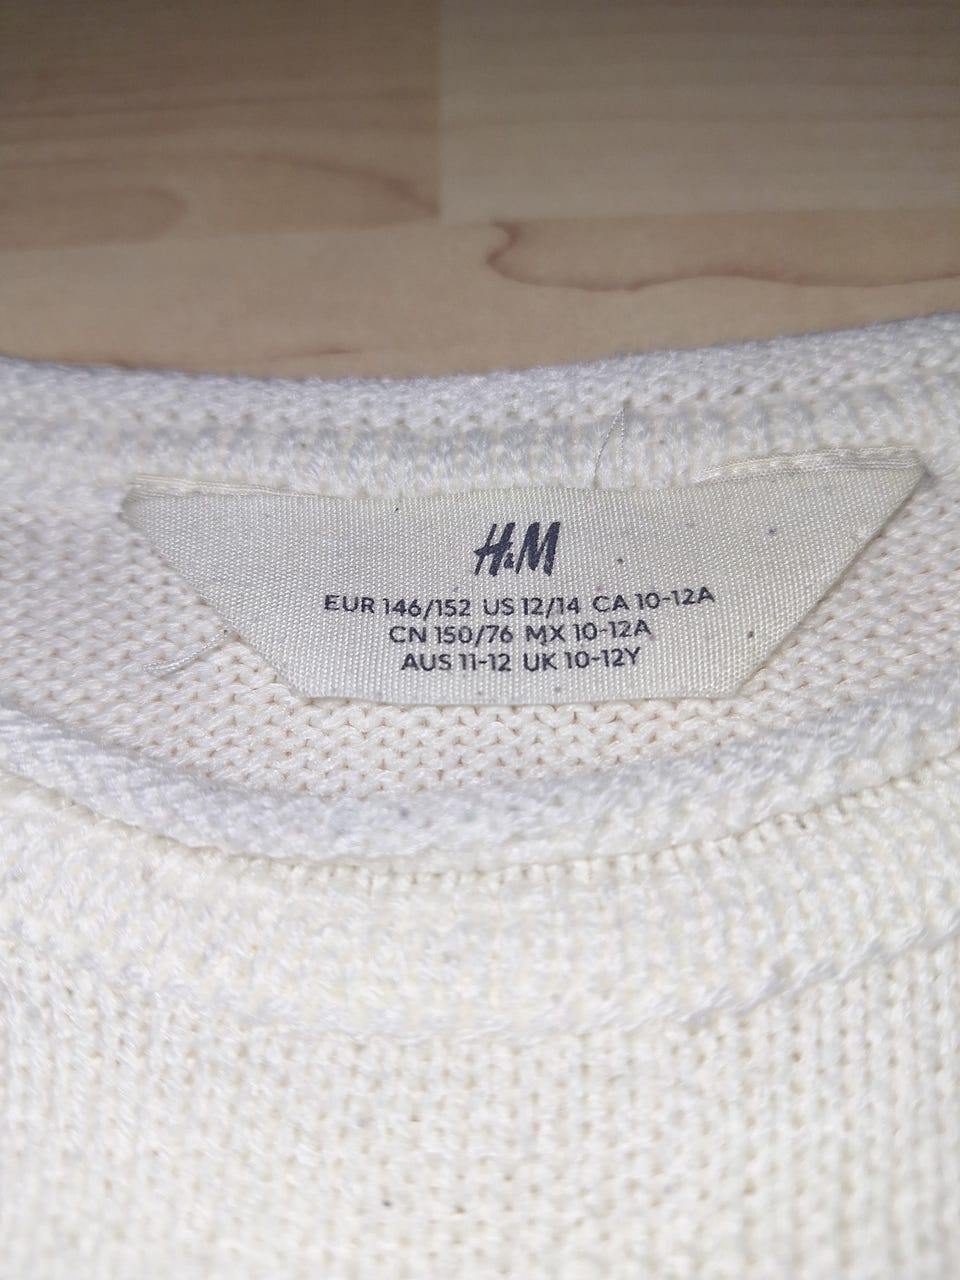 H&M
EUR 146/152 US 12/14 CA 10-12A
CN 150/76 MX 10-12A
AUS 11-12 UK 10-12Y